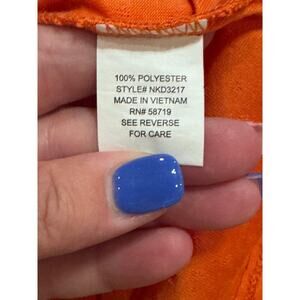 100% POLYESTER
STYLE# NKD3217
MADE IN VIETNAM
RN# 58719
SEE REVERSE
FOR CARE